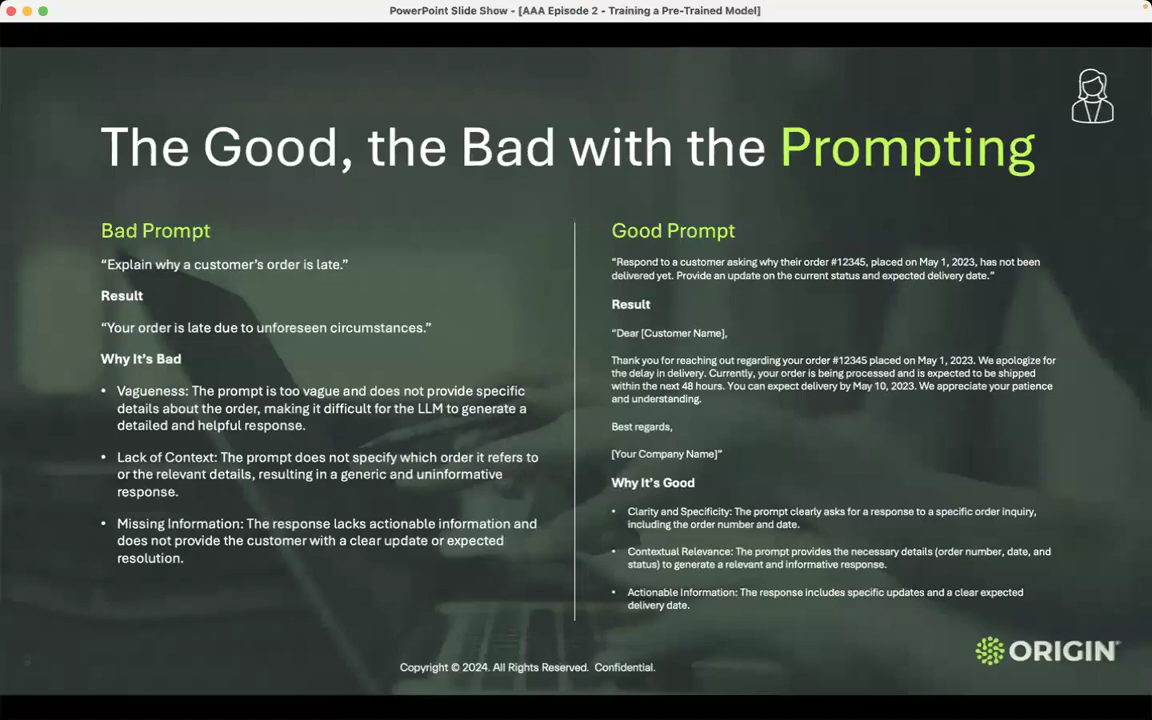 PowerPoint Slide Show - [AAA Episode 2 - Training a Pre-Trained Model]
The Good, the Bad with the Prompting
Bad Prompt
“Explain why a customer’s order is late.”
Result
“Your order is late due to unforeseen circumstances.”
Why It’s Bad
• Vagueness: The prompt is too vague and does not provide specific
details about the order, making it difficult for the LLM to generate a
detailed and helpful response.
• Lack of Context: The prompt does not specify which order it refers to
or the relevant details, resulting in a generic and uninformative
response.
• Missing Information: The response lacks actionable information and
does not provide the customer with a clear update or expected
resolution.
Good Prompt
“Respond to a customer asking why their order #12345, placed on May 1, 2023, has not been
delivered yet. Provide an update on the current status and expected delivery date.”
Result
“Dear [Customer Name],
Thank you for reaching out regarding your order #12345 placed on May 1, 2023. We apologize for
the delay in delivery. Currently, your order is being processed and is expected to be shipped
within the next 48 hours. You can expect delivery by May 10, 2023. We appreciate your patience
and understanding.
Best regards,
[Your Company Name]”
Why It’s Good
• Clarity and Specificity: The prompt clearly asks for a response to a specific order inquiry,
including the order number and date.
• Contextual Relevance: The prompt provides the necessary details (order number, date, and
status) to generate a relevant and informative response.
• Actionable Information: The response includes specific updates and a clear expected
delivery date.
Copyright © 2024. All Rights Reserved. Confidential.
ORIGIN